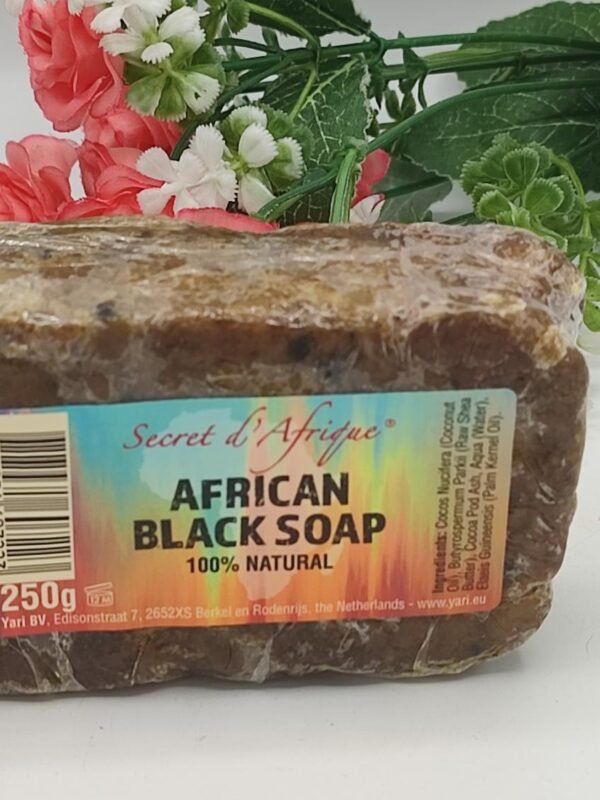 Secret d'Afrique®
AFRICAN
BLACK SOAP
100% NATURAL
250g
12 M
Yari BV, Edisonstraat 7, 2652XS Berkel en Rodenrijs, the Netherlands - www.yari.eu
Ingredients: Cocos Nucifera (Coconut
Oil), Butyrospermum Parkii (Raw Shea
Butter), Cocoa Pod Ash, Aqua (Water),
Elaeis Guineensis (Palm Kernel Oil).